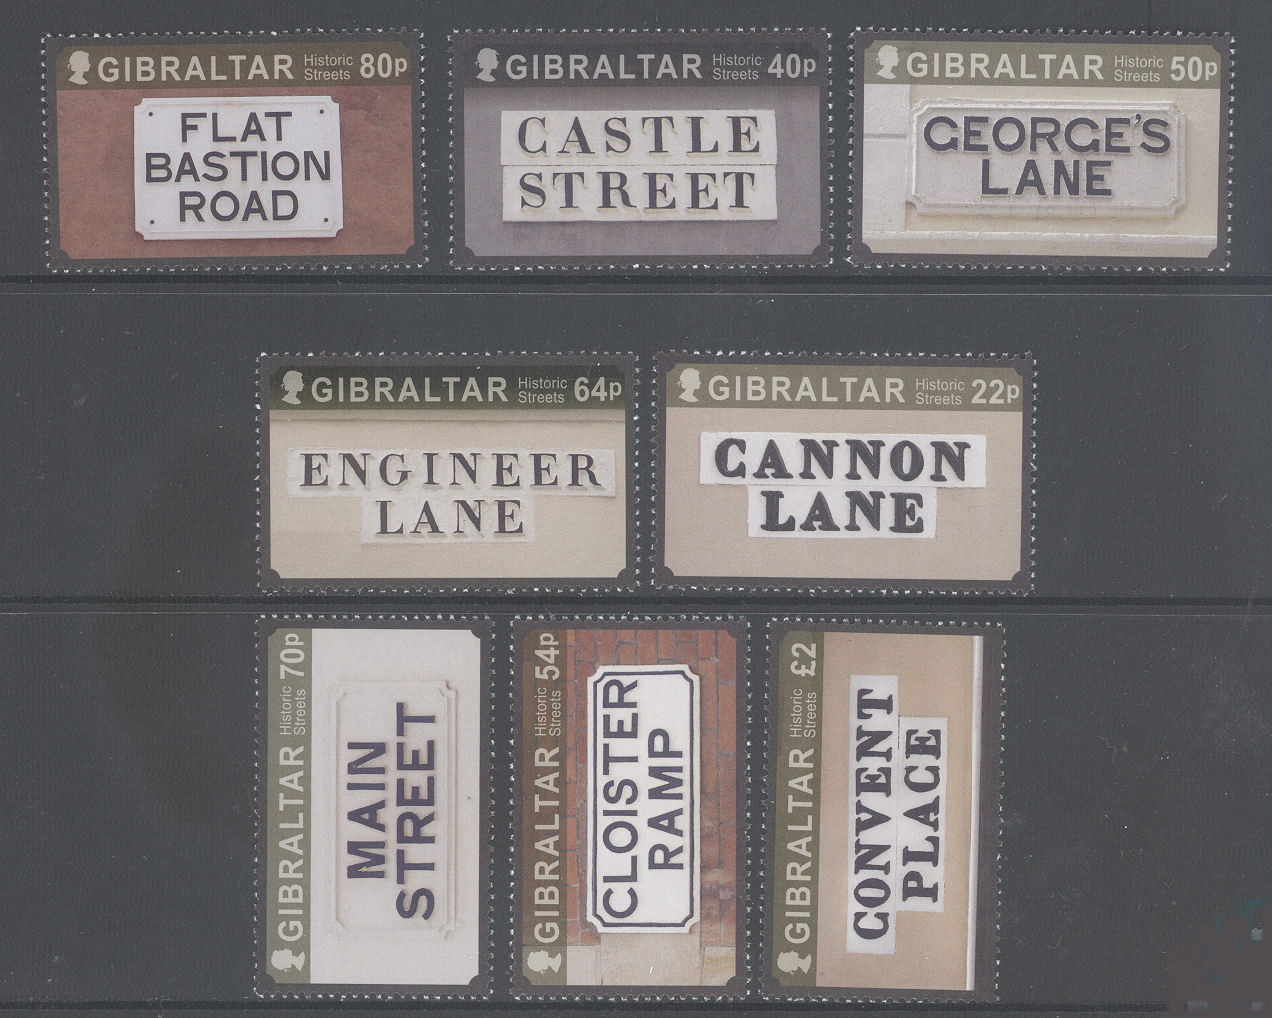 GIBRALTAR Historic Streets 80p
FLAT
BASTION
ROAD
GIBRALTAR Historic Streets 40p
CASTLE
STREET
GIBRALTAR Historic Streets 50p
GEORGE'S
LANE
GIBRALTAR Historic Streets 64p
ENGINEER
LANE
GIBRALTAR Historic Streets 22p
CANNON
LANE
GIBRALTAR Historic Streets 70p
MAIN
STREET
GIBRALTAR Historic Streets 54p
CLOISTER
RAMP
GIBRALTAR Historic Streets £2
CONVENT
PLACE